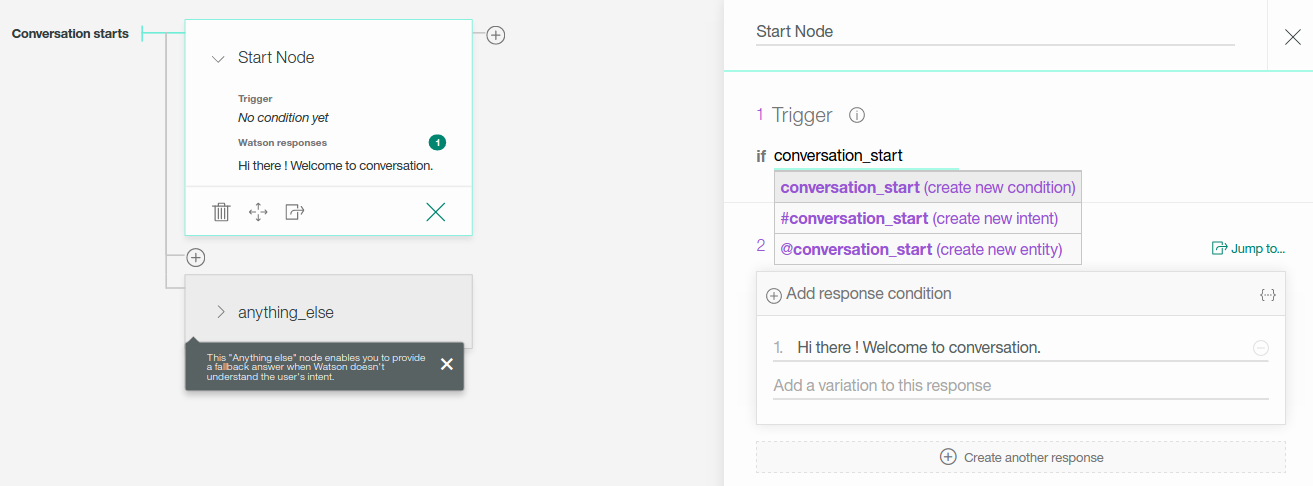 Conversation starts
Start Node
Trigger
No condition yet
Watson responses
1
Hi there ! Welcome to conversation.
anything_else
This "Anything else" node enables you to provide
a fallback answer when Watson doesn't
understand the user's intent.
Start Node
1 Trigger
if conversation_start
conversation_start (create new condition)
#conversation_start (create new intent)
@conversation_start (create new entity)
2
Jump to...
Add response condition
1. Hi there ! Welcome to conversation.
Add a variation to this response
Create another response